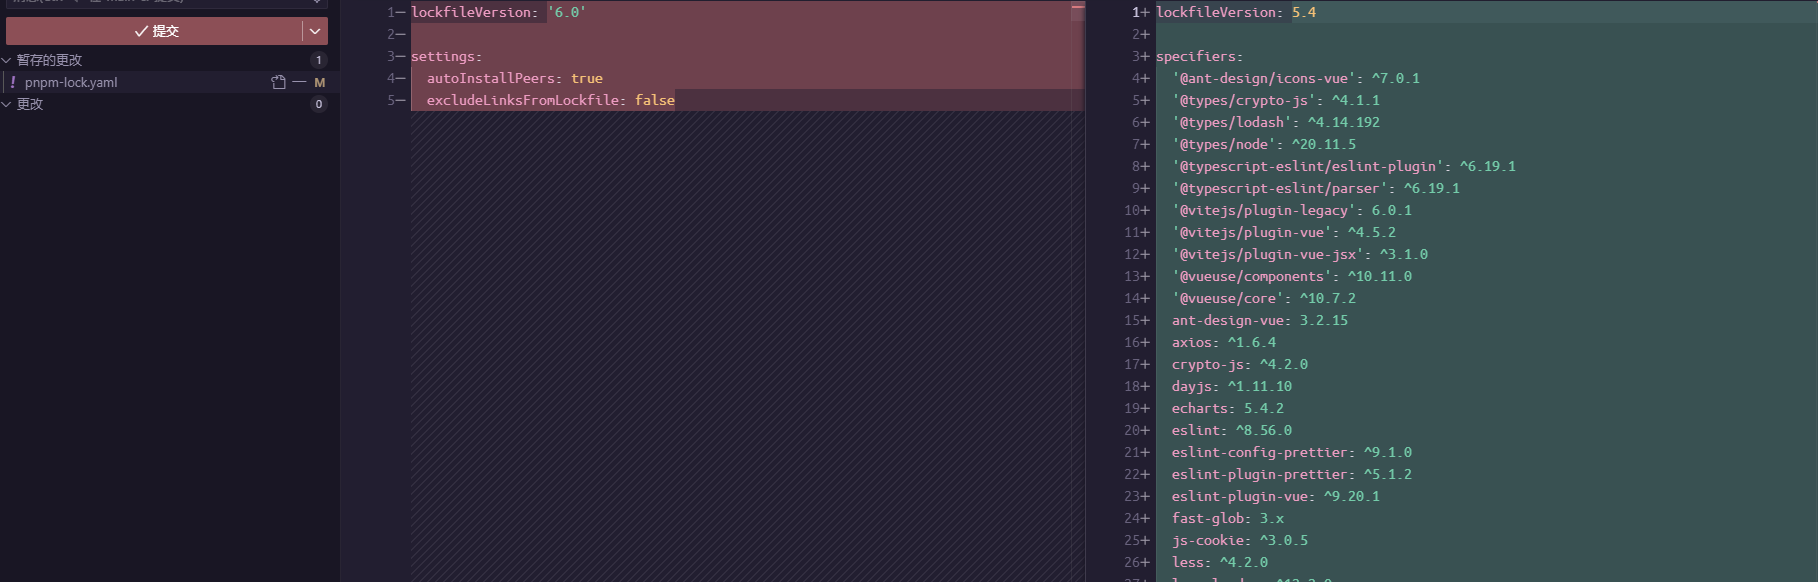 提交
暂存的更改 1
pnpm-lock.yaml M
更改 0
1 lockfileVersion: '6.0'
2
3 settings:
4 autoInstallPeers: true
5 excludeLinksFromLockfile: false
1+ lockfileVersion: 5.4
2+
3+ specifiers:
4+ '@ant-design/icons-vue': ^7.0.1
5+ '@types/crypto-js': ^4.1.1
6+ '@types/lodash': ^4.14.192
7+ '@types/node': ^20.11.5
8+ '@typescript-eslint/eslint-plugin': ^6.19.1
9+ '@typescript-eslint/parser': ^6.19.1
10+ '@vitejs/plugin-legacy': 6.0.1
11+ '@vitejs/plugin-vue': ^4.5.2
12+ '@vitejs/plugin-vue-jsx': ^3.1.0
13+ '@vueuse/components': ^10.11.0
14+ '@vueuse/core': ^10.7.2
15+ ant-design-vue: 3.2.15
16+ axios: ^1.6.4
17+ crypto-js: ^4.2.0
18+ dayjs: ^1.11.10
19+ echarts: 5.4.2
20+ eslint: ^8.56.0
21+ eslint-config-prettier: ^9.1.0
22+ eslint-plugin-prettier: ^5.1.2
23+ eslint-plugin-vue: ^9.20.1
24+ fast-glob: 3.x
25+ js-cookie: ^3.0.5
26+ less: ^4.2.0